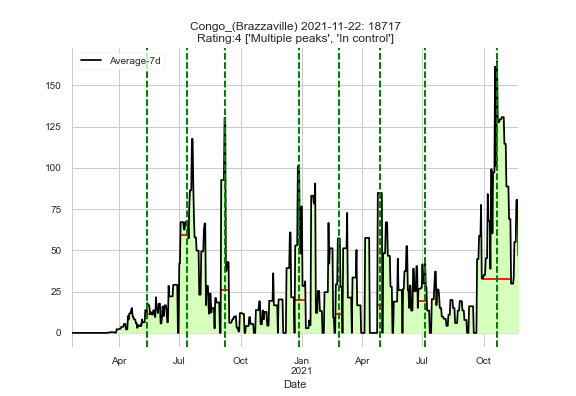 Congo_(Brazzaville) 2021-11-22: 18717
Rating:4 ['Multiple peaks', 'In control']
Average-7d
150
125
100
75
50
25
0
Apr Jul Oct Jan Apr Jul Oct
2021
Date